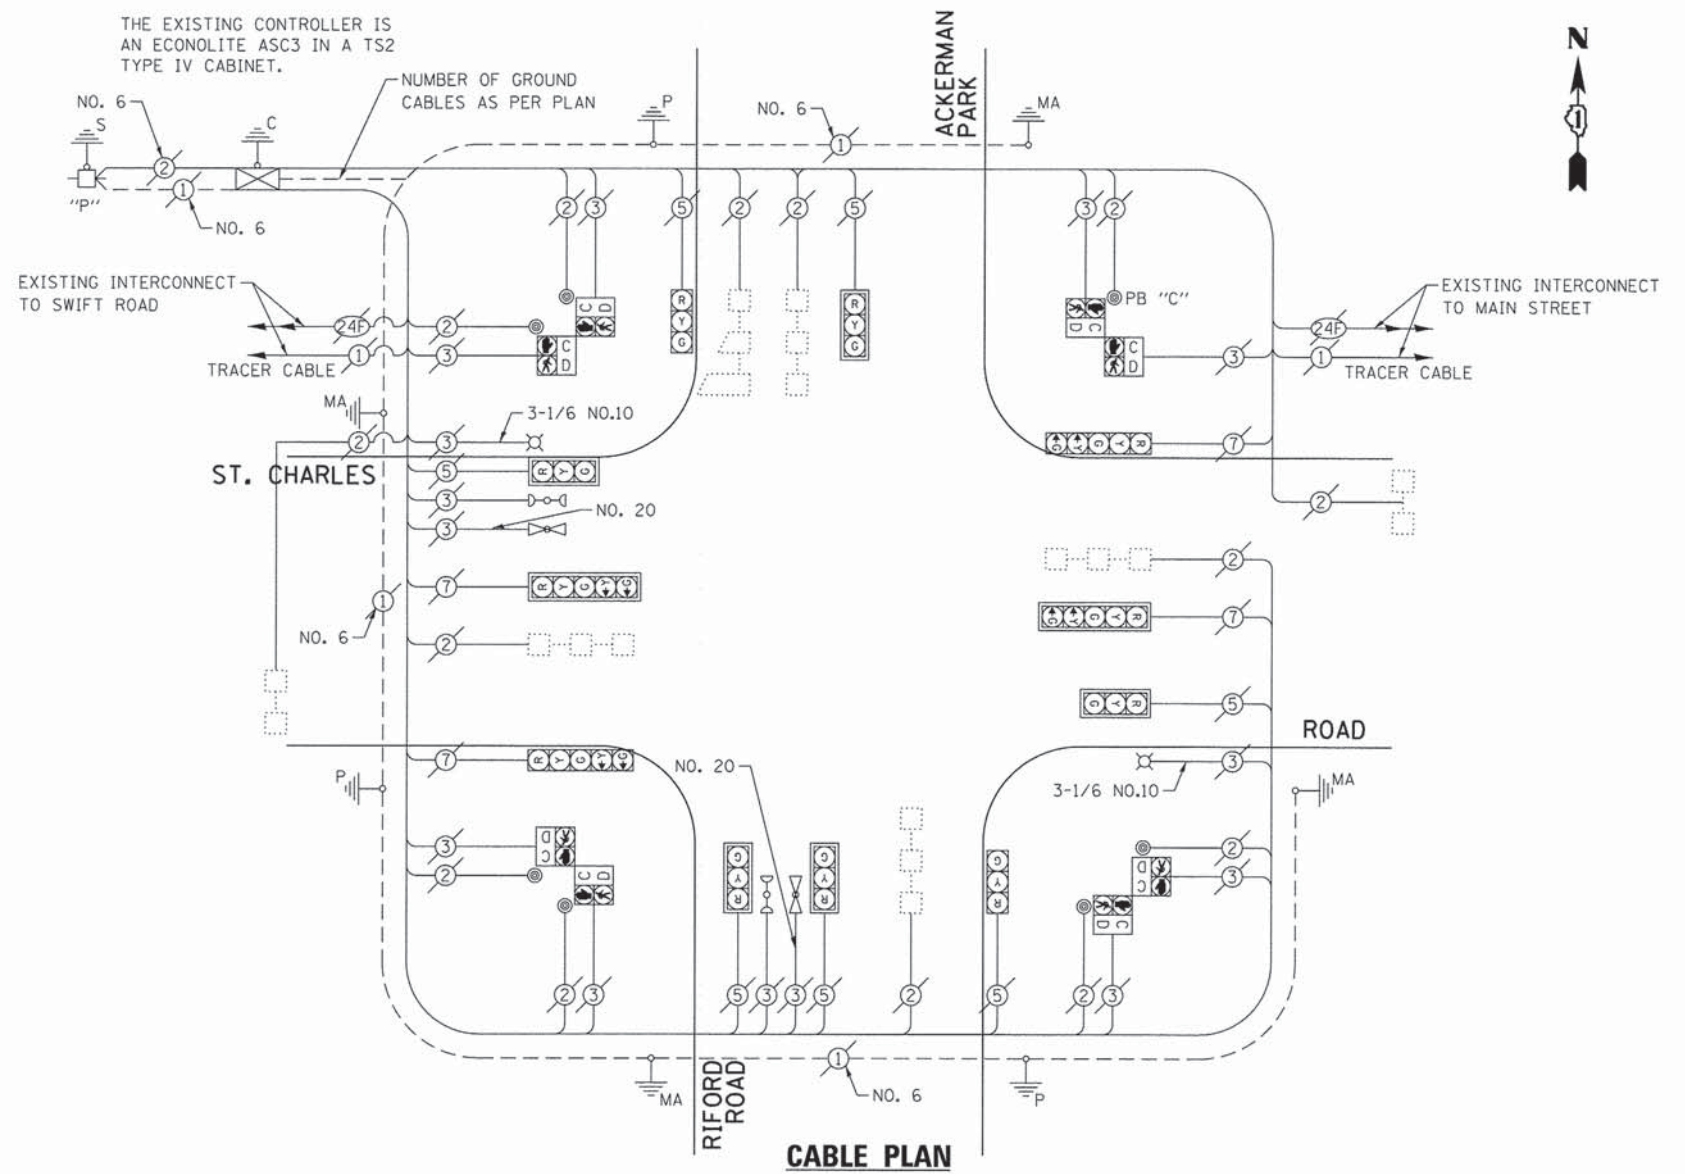 THE EXISTING CONTROLLER IS
AN ECONOLITE ASC3 IN A TS2
TYPE IV CABINET.
NUMBER OF GROUND
CABLES AS PER PLAN
NO. 6
S
C
P
NO. 6
ACKERMAN
PARK
MA
N
1
2
1
"P"
NO. 6
1
2
3
5
2
2
5
3
2
EXISTING INTERCONNECT
TO SWIFT ROAD
24F
2
1
3
TRACER CABLE
C D
C
D
R
Y
G
R
Y
G
PB "C"
D C
C
D
3
24F
1
EXISTING INTERCONNECT
TO MAIN STREET
TRACER CABLE
MA
2
3
3-1/6 NO.10
ST. CHARLES
5
R Y G
3
3
NO. 20
G Y G Y R
7
2
2
1
NO. 6
7
R Y G Y G
2
G Y G Y R
7
G Y R
5
ROAD
7
R Y G Y G
P
NO. 20
3
3-1/6 NO.10
MA
3
2
D
C
C D
G
Y
R
G
Y
R
G
Y
R
D
C
D C
2
3
2
3
5
3
3
5
2
5
2
3
1
NO. 6
MA
P
RIFORD
ROAD
CABLE PLAN